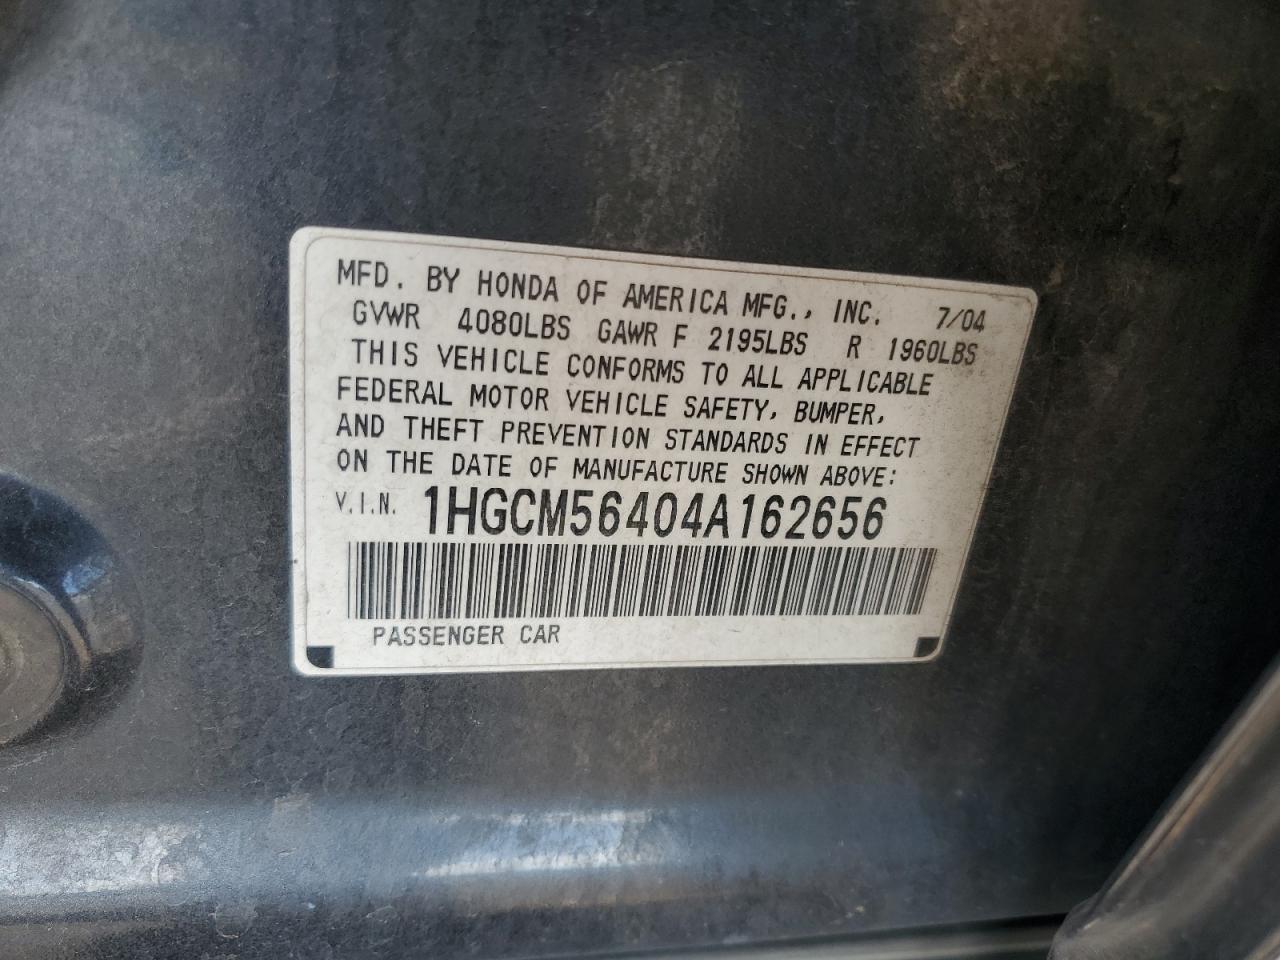 MFD. BY HONDA OF AMERICA MFG., INC. 7/04
GVWR 4080LBS GAWR F 2195LBS R 1960LBS
THIS VEHICLE CONFORMS TO ALL APPLICABLE
FEDERAL MOTOR VEHICLE SAFETY, BUMPER,
AND THEFT PREVENTION STANDARDS IN EFFECT
ON THE DATE OF MANUFACTURE SHOWN ABOVE:
V.I.N. 1HGCM56404A162656
PASSENGER CAR